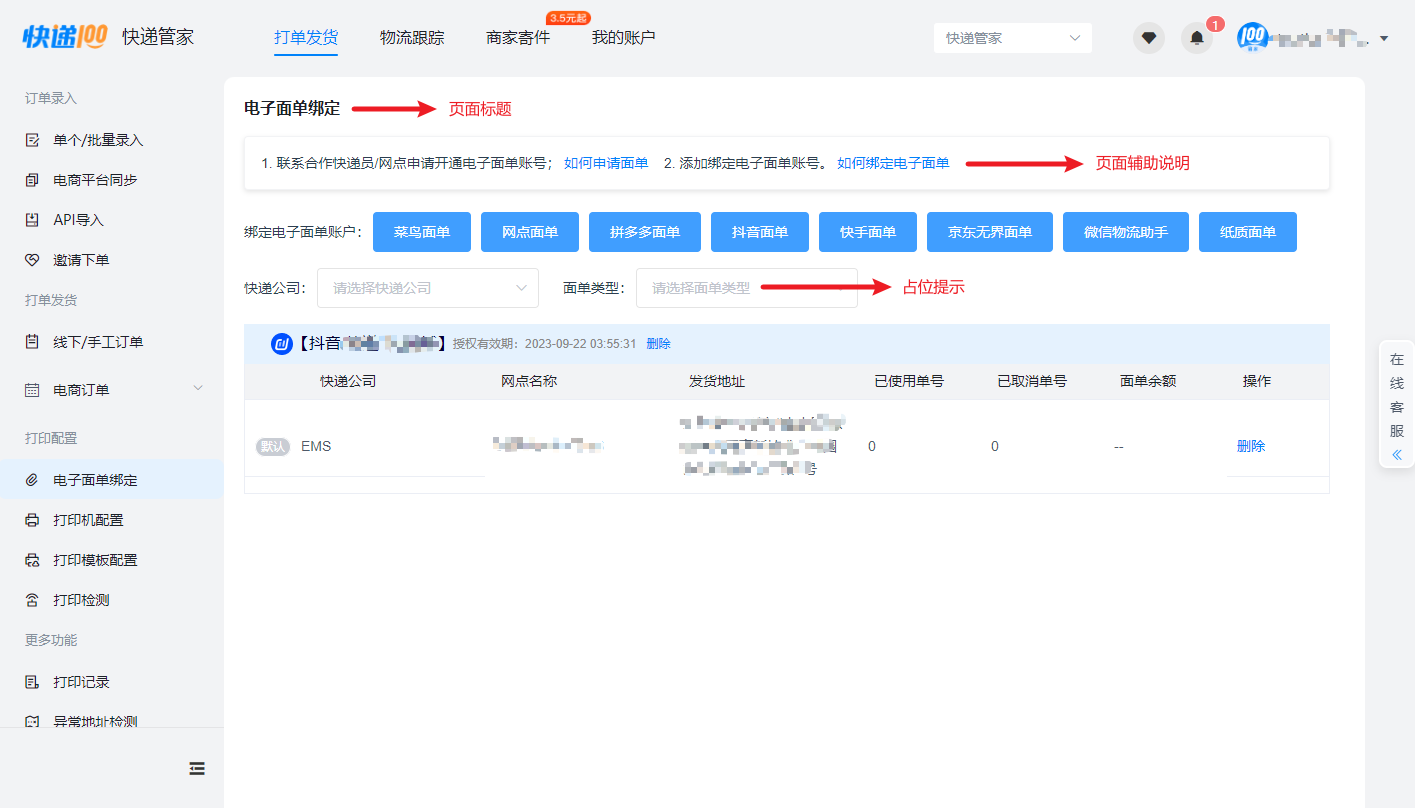 快递100 快递管家
打单发货
物流跟踪
商家寄件
3.5元起
我的账户
快递管家
1
100
订单录入
单个/批量录入
电商平台同步
API导入
邀请下单
打单发货
线下/手工订单
电商订单
打印配置
电子面单绑定
打印机配置
打印模板配置
打印检测
更多功能
打印记录
异常地址检测
电子面单绑定
页面标题
1. 联系合作快递员/网点申请开通电子面单账号； 如何申请面单 2. 添加绑定电子面单账号。 如何绑定电子面单
页面辅助说明
绑定电子面单账户： 菜鸟面单 网点面单 拼多多面单 抖音面单 快手面单 京东无界面单 微信物流助手 纸质面单
快递公司： 请选择快递公司 面单类型： 请选择面单类型
占位提示
【抖音 】 授权有效期：2023-09-22 03:55:31 删除
快递公司 网点名称 发货地址 已使用单号 已取消单号 面单余额 操作
默认 EMS 0 0 -- 删除
园
号
在线客服